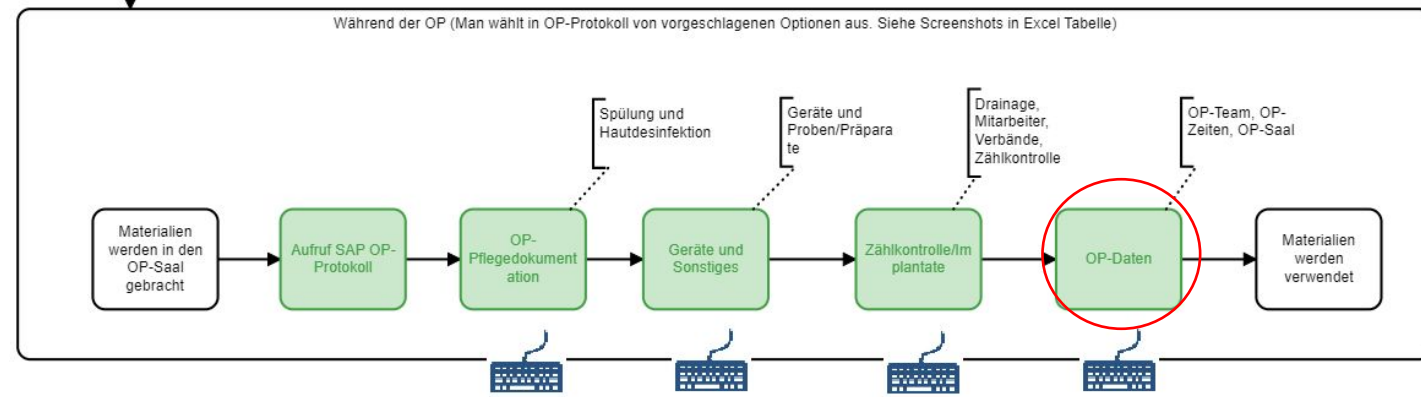 Während der OP (Man wählt in OP-Protokoll von vorgeschlagenen Optionen aus. Siehe Screenshots in Excel Tabelle)
Spülung und
Hautdesinfektion
Geräte und
Proben/Präpara
te
Drainage,
Mitarbeiter,
Verbände,
Zählkontrolle
OP-Team, OP-
Zeiten, OP-Saal
Materialien
werden in den
OP-Saal
gebracht
Aufruf SAP OP-
Protokoll
OP-
Pflegedokument
ation
Geräte und
Sonstiges
Zählkontrolle/Im
plantate
OP-Daten
Materialien
werden
verwendet